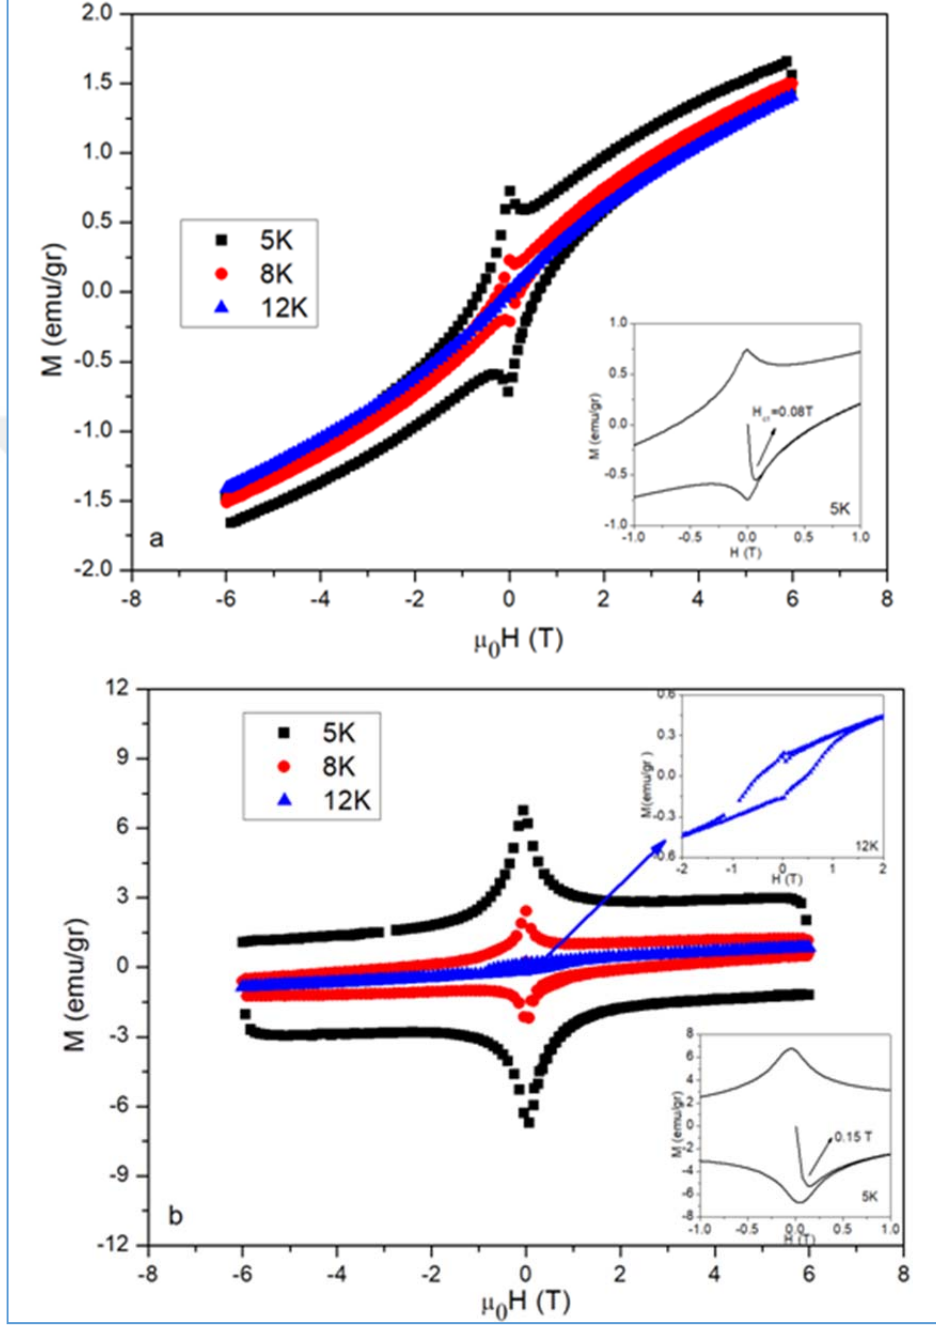 2.0
1.5
1.0
0.5
0.0
-0.5
-1.0
-1.5
-2.0
M (emu/gr)
5K
8K
12K
a
-8 -6 -4 -2 0 2 4 6 8
μ0H (T)
1.0
0.5
0.0
-0.5
-1.0
M (emu/gr)
Hc1=0.08T
5K
-1.0 -0.5 0.0 0.5 1.0
H (T)
12
9
6
3
0
-3
-6
-9
-12
M (emu/gr)
5K
8K
12K
b
-8 -6 -4 -2 0 2 4 6 8
μ0H (T)
0.6
0.3
0.0
-0.3
-0.6
M(emu/gr )
12K
-2 -1 0 1 2
H (T)
8
6
4
2
0
-2
-4
-6
-8
M (emu/gr)
0.15 T
5K
-1.0 -0.5 0.0 0.5 1.0
H (T)